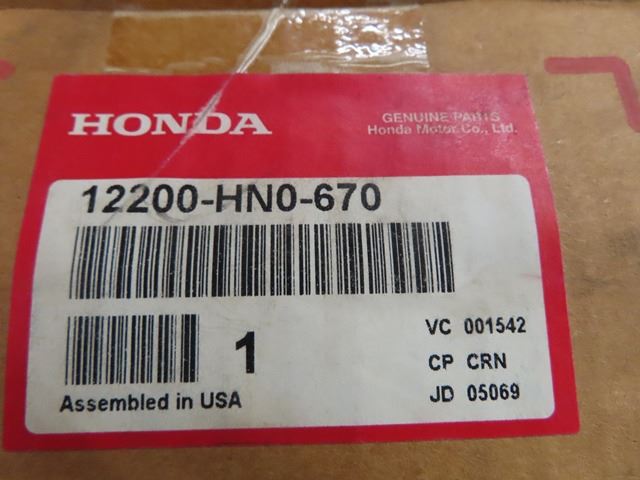 HONDA
GENUINE PARTS
Honda Motor Co., Ltd.
12200-HN0-670
1
VC 001542
CP CRN
JD 05069
Assembled in USA